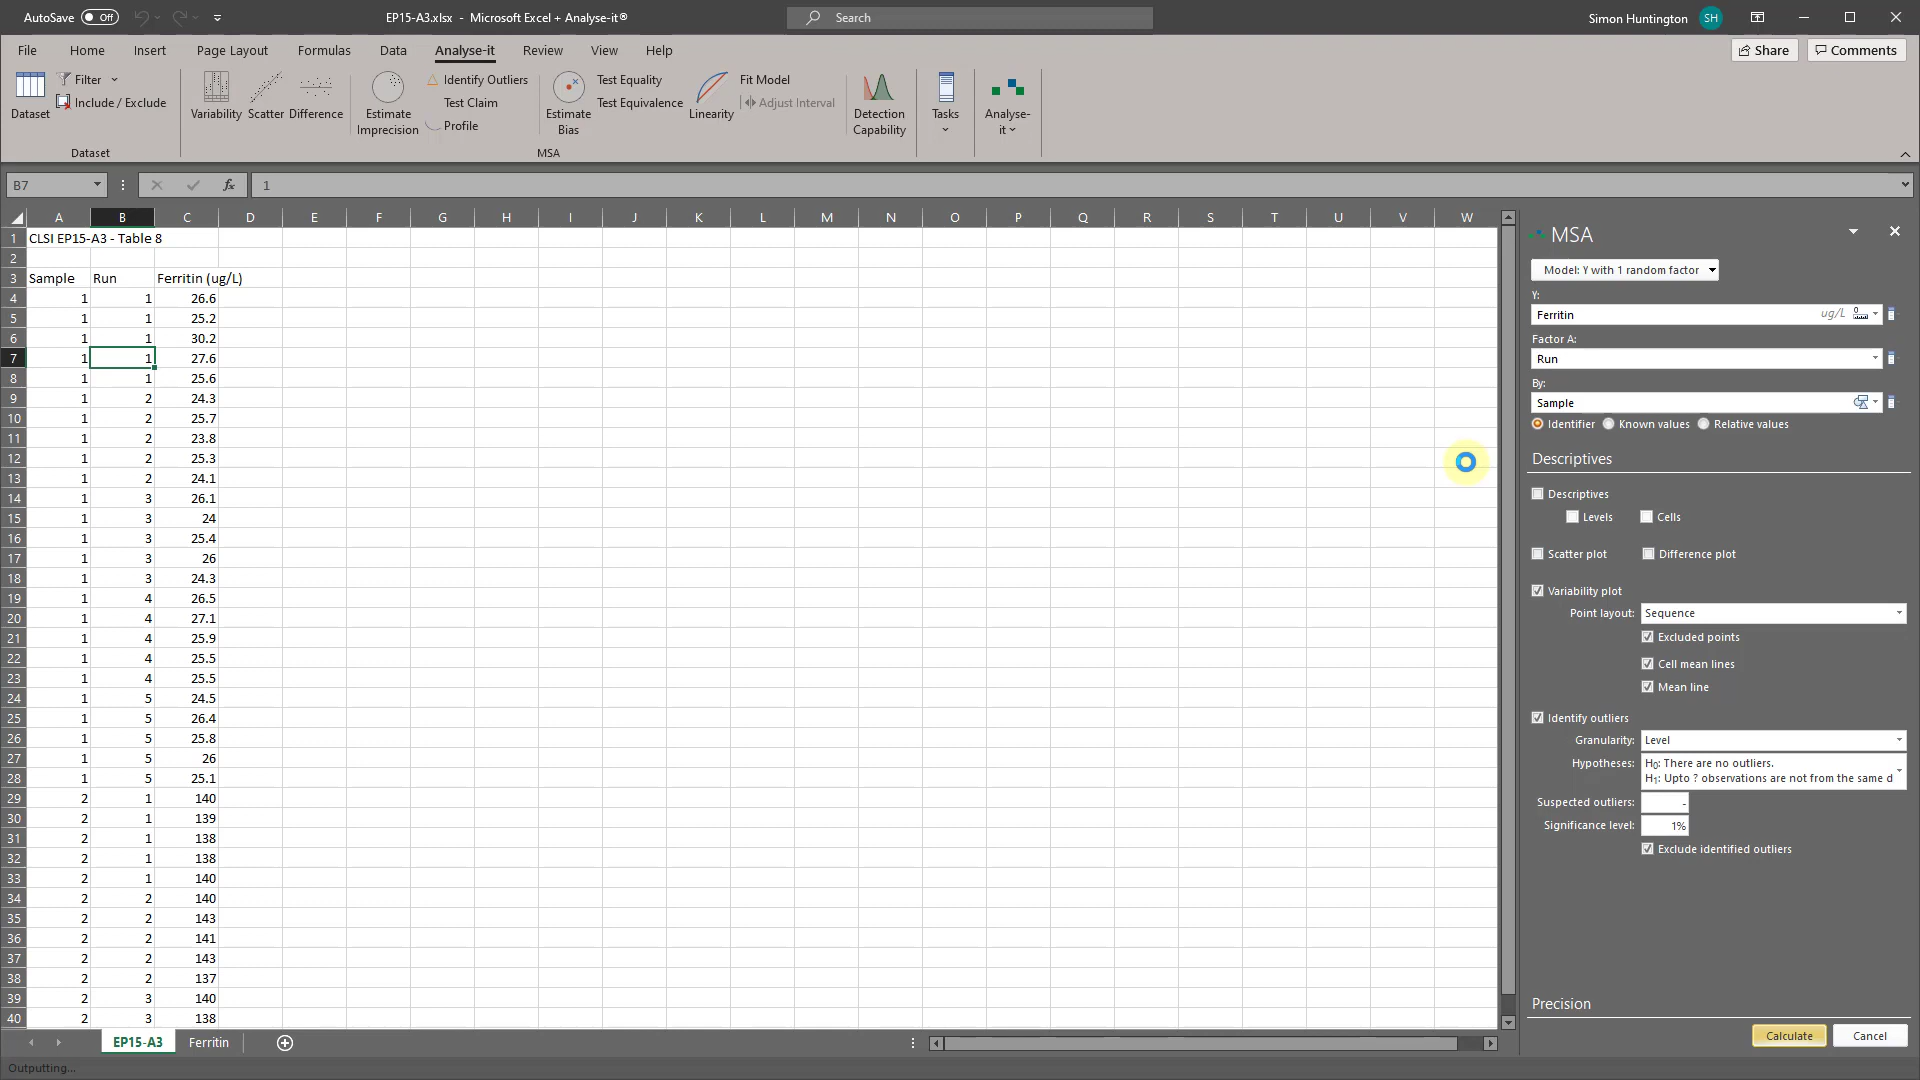 AutoSave Off EP15-A3.xlsx - Microsoft Excel + Analyse-it® Search Simon Huntington SH
File Home Insert Page Layout Formulas Data Analyse-it Review View Help Share Comments
Dataset
Filter
Include / Exclude
Dataset
Variability Scatter Difference
Estimate Imprecision
Identify Outliers
Test Claim
Profile
Estimate Bias
Test Equality
Test Equivalence
Linearity
Fit Model
Adjust Interval
Detection Capability
MSA
Tasks
Analyse-it
B7 fx 1
A B C D E F G H I J K L M N O P Q R S T U V W
1 CLSI EP15-A3 - Table 8
2
3 Sample Run Ferritin (ug/L)
4 1 1 26.6
5 1 1 25.2
6 1 1 30.2
7 1 1 27.6
8 1 1 25.6
9 1 2 24.3
10 1 2 25.7
11 1 2 23.8
12 1 2 25.3
13 1 2 24.1
14 1 3 26.1
15 1 3 24
16 1 3 25.4
17 1 3 26
18 1 3 24.3
19 1 4 26.5
20 1 4 27.1
21 1 4 25.9
22 1 4 25.5
23 1 4 25.5
24 1 5 24.5
25 1 5 26.4
26 1 5 25.8
27 1 5 26
28 1 5 25.1
29 2 1 140
30 2 1 139
31 2 1 138
32 2 1 138
33 2 1 140
34 2 2 140
35 2 2 143
36 2 2 141
37 2 2 143
38 2 2 137
39 2 3 140
40 2 3 138
MSA
Model: Y with 1 random factor
Y:
Ferritin ug/L
Factor A:
Run
By:
Sample
Identifier Known values Relative values
Descriptives
Descriptives
Levels Cells
Scatter plot Difference plot
Variability plot
Point layout: Sequence
Excluded points
Cell mean lines
Mean line
Identify outliers
Granularity: Level
Hypotheses: H0: There are no outliers.
H1: Upto ? observations are not from the same d
Suspected outliers: -
Significance level: 1%
Exclude identified outliers
Precision
Calculate Cancel
EP15-A3 Ferritin
Outputting...